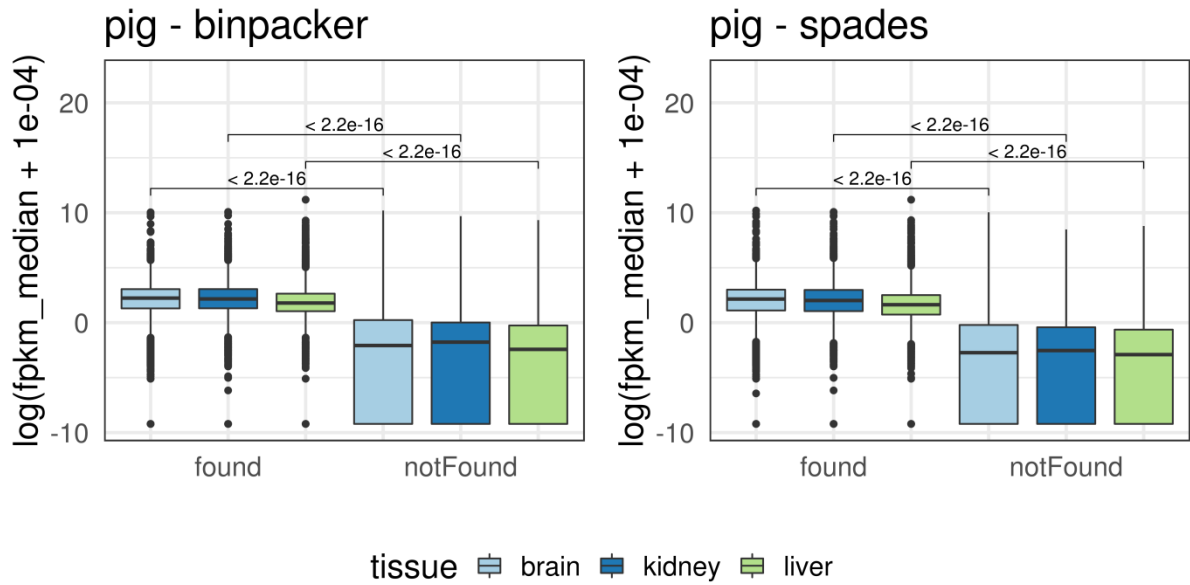 pig - binpacker
log(fpkm_median + 1e-04)
20
10
0
-10
< 2.2e-16
< 2.2e-16
< 2.2e-16
found
notFound
pig - spades
log(fpkm_median + 1e-04)
20
10
0
-10
< 2.2e-16
< 2.2e-16
< 2.2e-16
found
notFound
tissue brain kidney liver